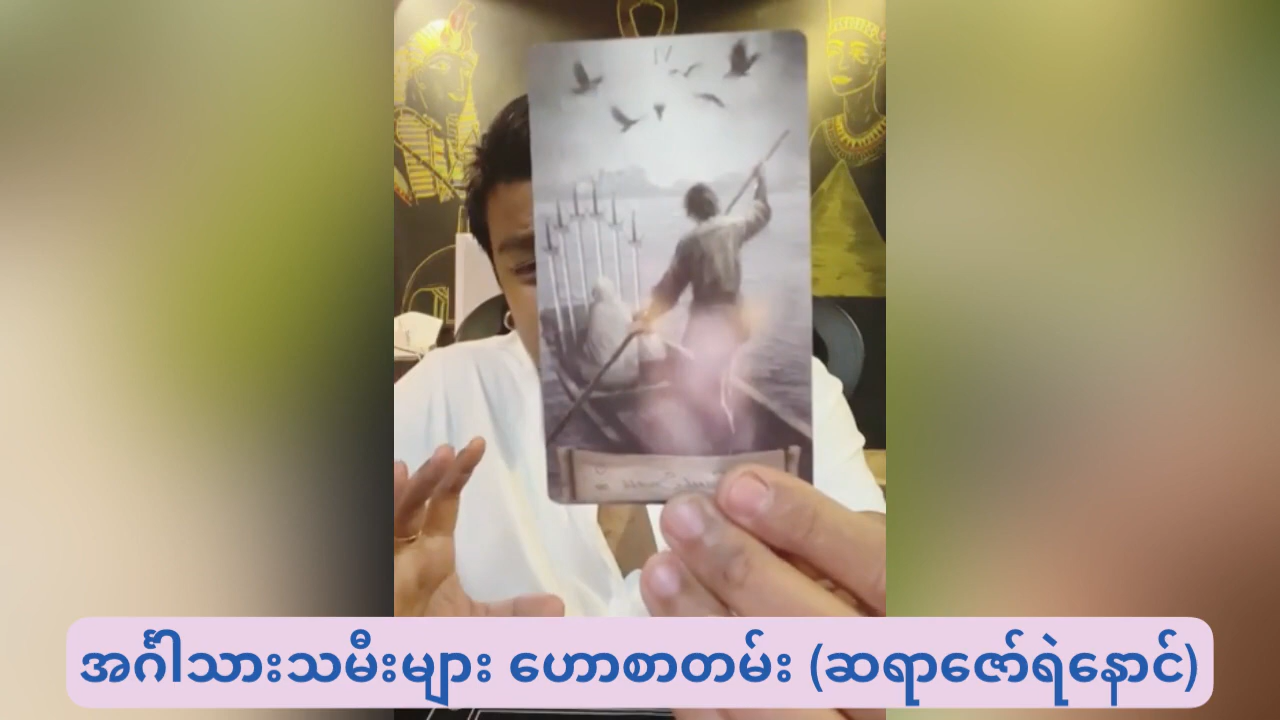 အင်္ဂါသားသမီးများ ဟောစာတမ်း (ဆရာဇော်ရဲနောင်)